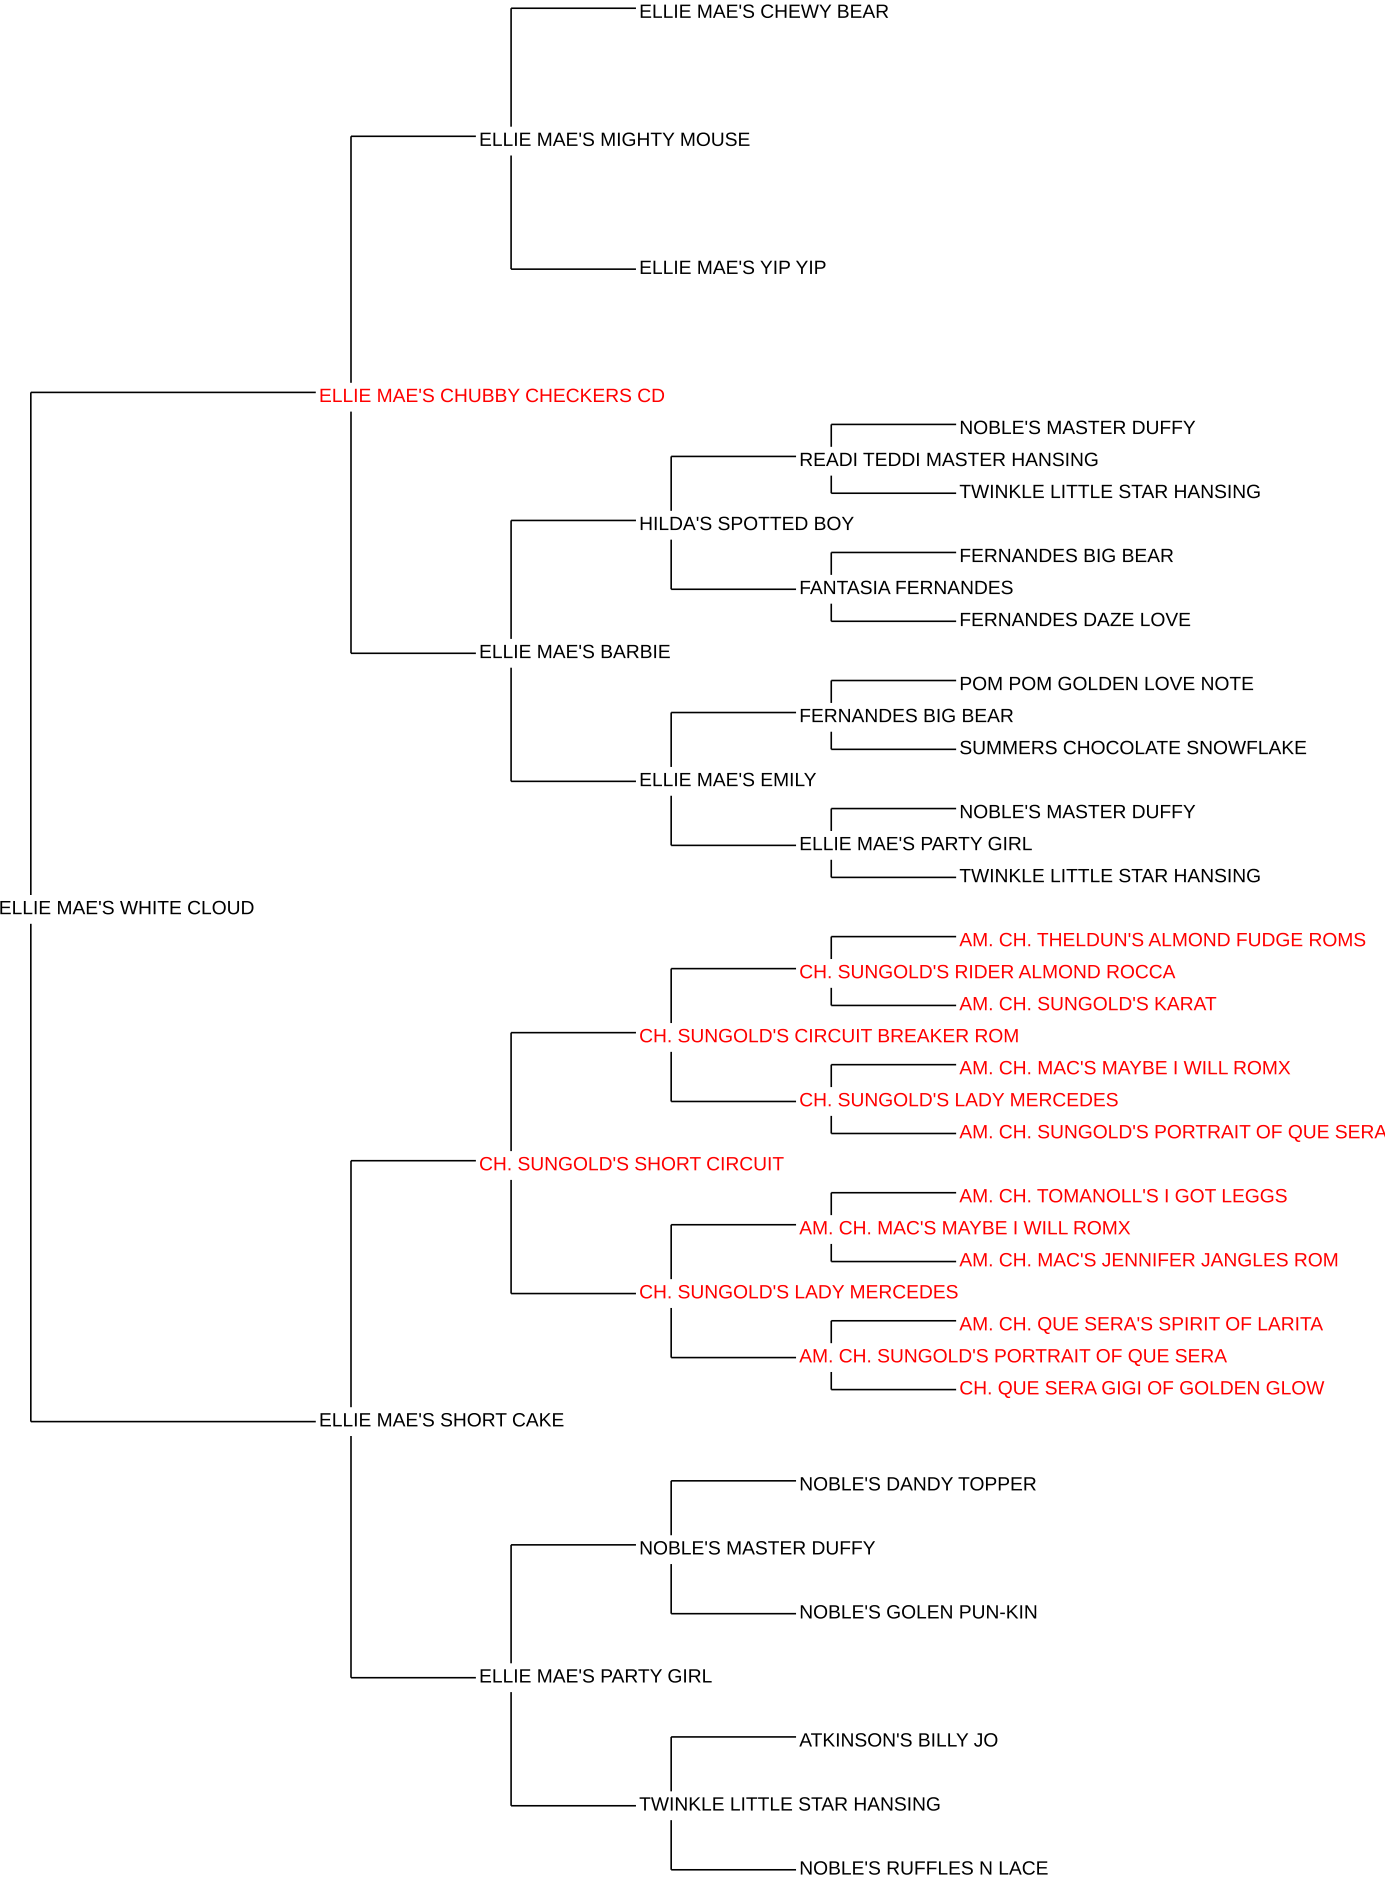 ELLIE MAE'S CHEWY BEAR
ELLIE MAE'S MIGHTY MOUSE
ELLIE MAE'S YIP YIP
ELLIE MAE'S CHUBBY CHECKERS CD
NOBLE'S MASTER DUFFY
READI TEDDI MASTER HANSING
TWINKLE LITTLE STAR HANSING
HILDA'S SPOTTED BOY
FERNANDES BIG BEAR
FANTASIA FERNANDES
FERNANDES DAZE LOVE
ELLIE MAE'S BARBIE
POM POM GOLDEN LOVE NOTE
FERNANDES BIG BEAR
SUMMERS CHOCOLATE SNOWFLAKE
ELLIE MAE'S EMILY
NOBLE'S MASTER DUFFY
ELLIE MAE'S PARTY GIRL
TWINKLE LITTLE STAR HANSING
ELLIE MAE'S WHITE CLOUD
AM. CH. THELDUN'S ALMOND FUDGE ROMS
CH. SUNGOLD'S RIDER ALMOND ROCCA
AM. CH. SUNGOLD'S KARAT
CH. SUNGOLD'S CIRCUIT BREAKER ROM
AM. CH. MAC'S MAYBE I WILL ROMX
CH. SUNGOLD'S LADY MERCEDES
AM. CH. SUNGOLD'S PORTRAIT OF QUE SERA
CH. SUNGOLD'S SHORT CIRCUIT
AM. CH. TOMANOLL'S I GOT LEGGS
AM. CH. MAC'S MAYBE I WILL ROMX
AM. CH. MAC'S JENNIFER JANGLES ROM
CH. SUNGOLD'S LADY MERCEDES
AM. CH. QUE SERA'S SPIRIT OF LARITA
AM. CH. SUNGOLD'S PORTRAIT OF QUE SERA
CH. QUE SERA GIGI OF GOLDEN GLOW
ELLIE MAE'S SHORT CAKE
NOBLE'S DANDY TOPPER
NOBLE'S MASTER DUFFY
NOBLE'S GOLEN PUN-KIN
ELLIE MAE'S PARTY GIRL
ATKINSON'S BILLY JO
TWINKLE LITTLE STAR HANSING
NOBLE'S RUFFLES N LACE